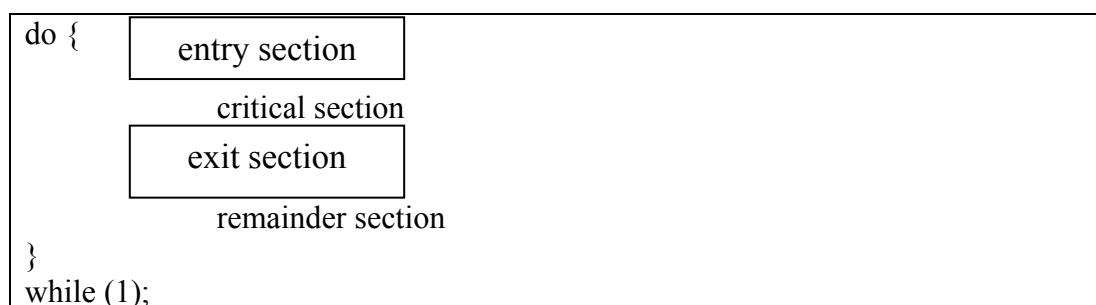 do {
entry section
critical section
exit section
remainder section
}
while (1);